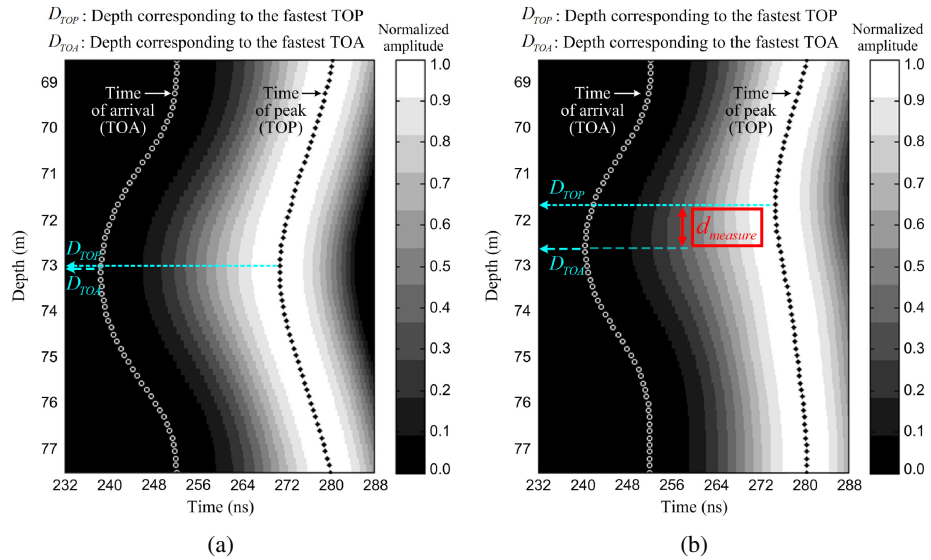 D_TOP : Depth corresponding to the fastest TOP
D_TOA : Depth corresponding to the fastest TOA
Normalized amplitude
Time of arrival (TOA)
Time of peak (TOP)
D_TOP
D_TOA
69
70
71
72
73
74
75
76
77
Depth (m)
232 240 248 256 264 272 280 288
Time (ns)
1.0
0.9
0.8
0.7
0.6
0.5
0.4
0.3
0.2
0.1
0.0
(a)
D_TOP : Depth corresponding to the fastest TOP
D_TOA : Depth corresponding to the fastest TOA
Normalized amplitude
Time of arrival (TOA)
Time of peak (TOP)
D_TOP
d_measure
D_TOA
69
70
71
72
73
74
75
76
77
Depth (m)
232 240 248 256 264 272 280 288
Time (ns)
1.0
0.9
0.8
0.7
0.6
0.5
0.4
0.3
0.2
0.1
0.0
(b)